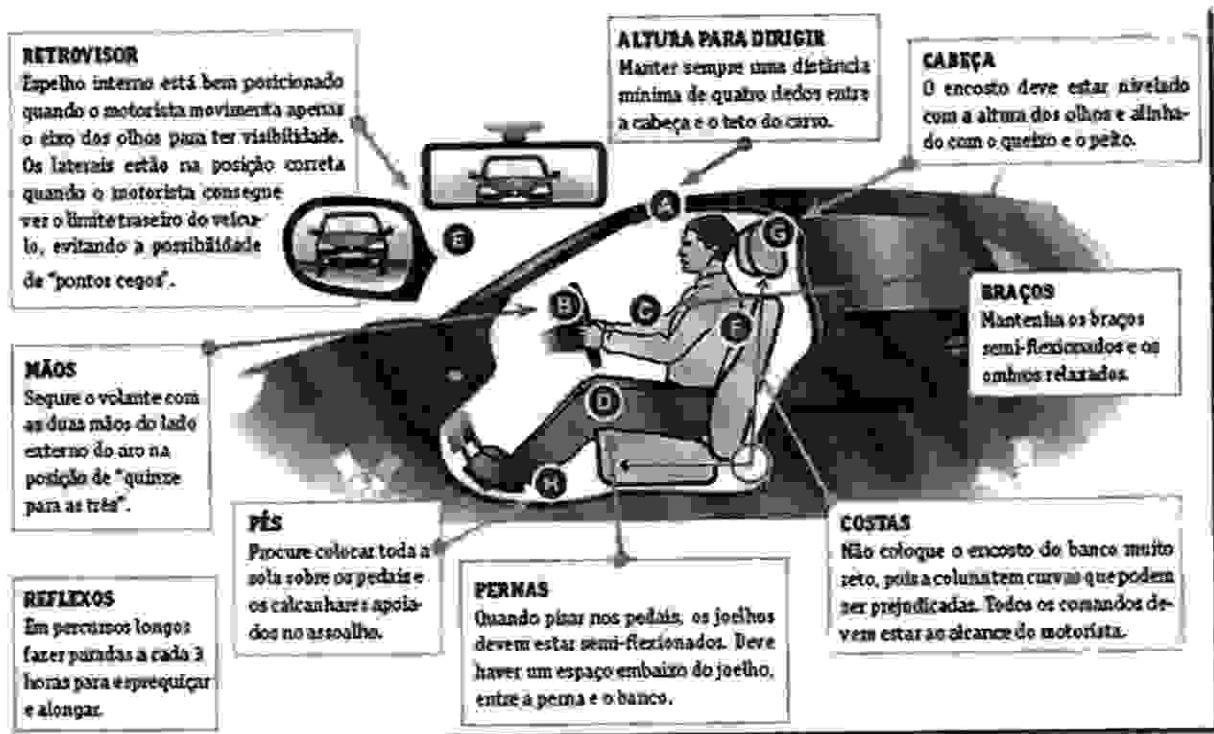 RETROVISOR
Espelho interno está bem posicionado
quando o motorista movimenta apenas
o eixo dos olhos para ter visibilidade.
Os laterais estão na posição correta
quando o motorista consegue
ver o limite traseiro do veícu-
lo, evitando a possibilidade
de "pontos cegos".
ALTURA PARA DIRIGIR
Manter sempre uma distância
mínima de quatro dedos entre
a cabeça e o teto do carro.
CABEÇA
O encosto deve estar nivelado
com a altura dos olhos e alinha-
do com o queixo e o peito.
A
E
G
B
C
F
D
H
BRAÇOS
Mantenha os braços
semi-flexionados e os
ombros relaxados.
MÃOS
Segure o volante com
as duas mãos do lado
externo do aro na
posição de "quinze
para as três".
PÉS
Procure colocar toda a
sola sobre os pedais e
os calcanhares apoia-
dos no assoalho.
PERNAS
Quando pisar nos pedais, os joelhos
devem estar semi-flexionados. Deve
haver um espaço embaixo do joelho,
entre a perna e o banco.
COSTAS
Não coloque o encosto do banco muito
reto, pois a coluna tem curvas que podem
ser prejudicadas. Todos os comandos de-
vem estar ao alcance do motorista.
REFLEXOS
Em percursos longos
fazer paradas a cada 3
horas para espreguiçar
e alongar.